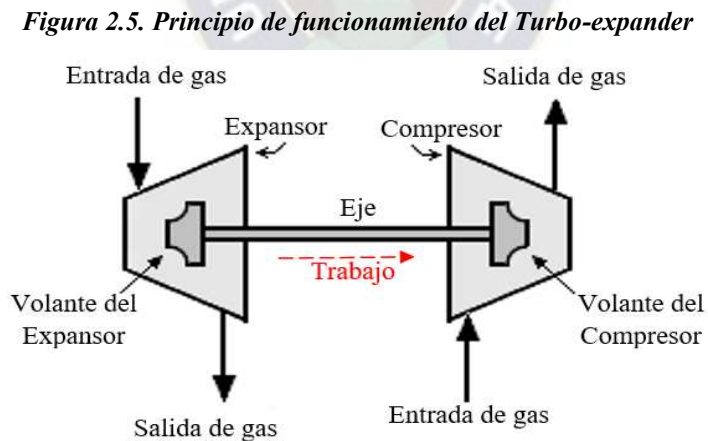 Figura 2.5. Principio de funcionamiento del Turbo-expander
Entrada de gas
Salida de gas
Expansor
Compresor
Eje
Trabajo
Volante del
Expansor
Volante del
Compresor
Salida de gas
Entrada de gas